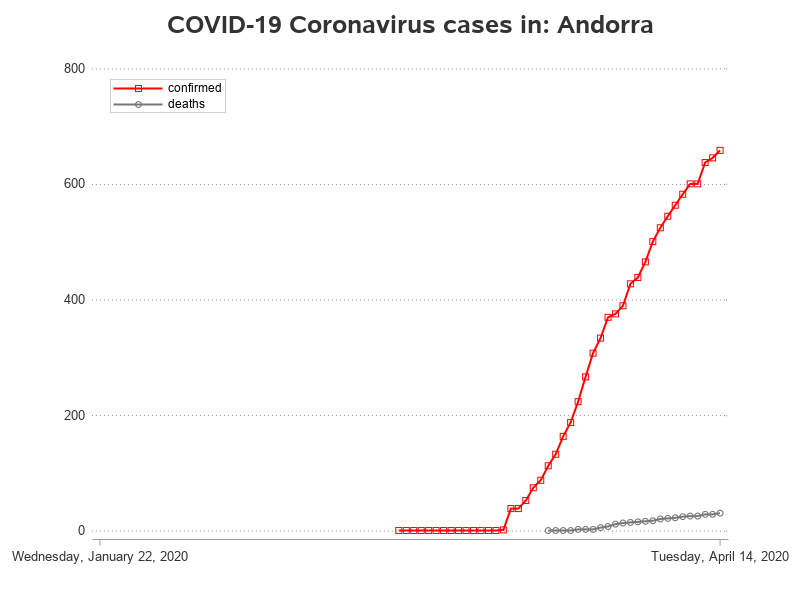 COVID-19 Coronavirus cases in: Andorra
800
confirmed
deaths
600
400
200
0
Wednesday, January 22, 2020
Tuesday, April 14, 2020